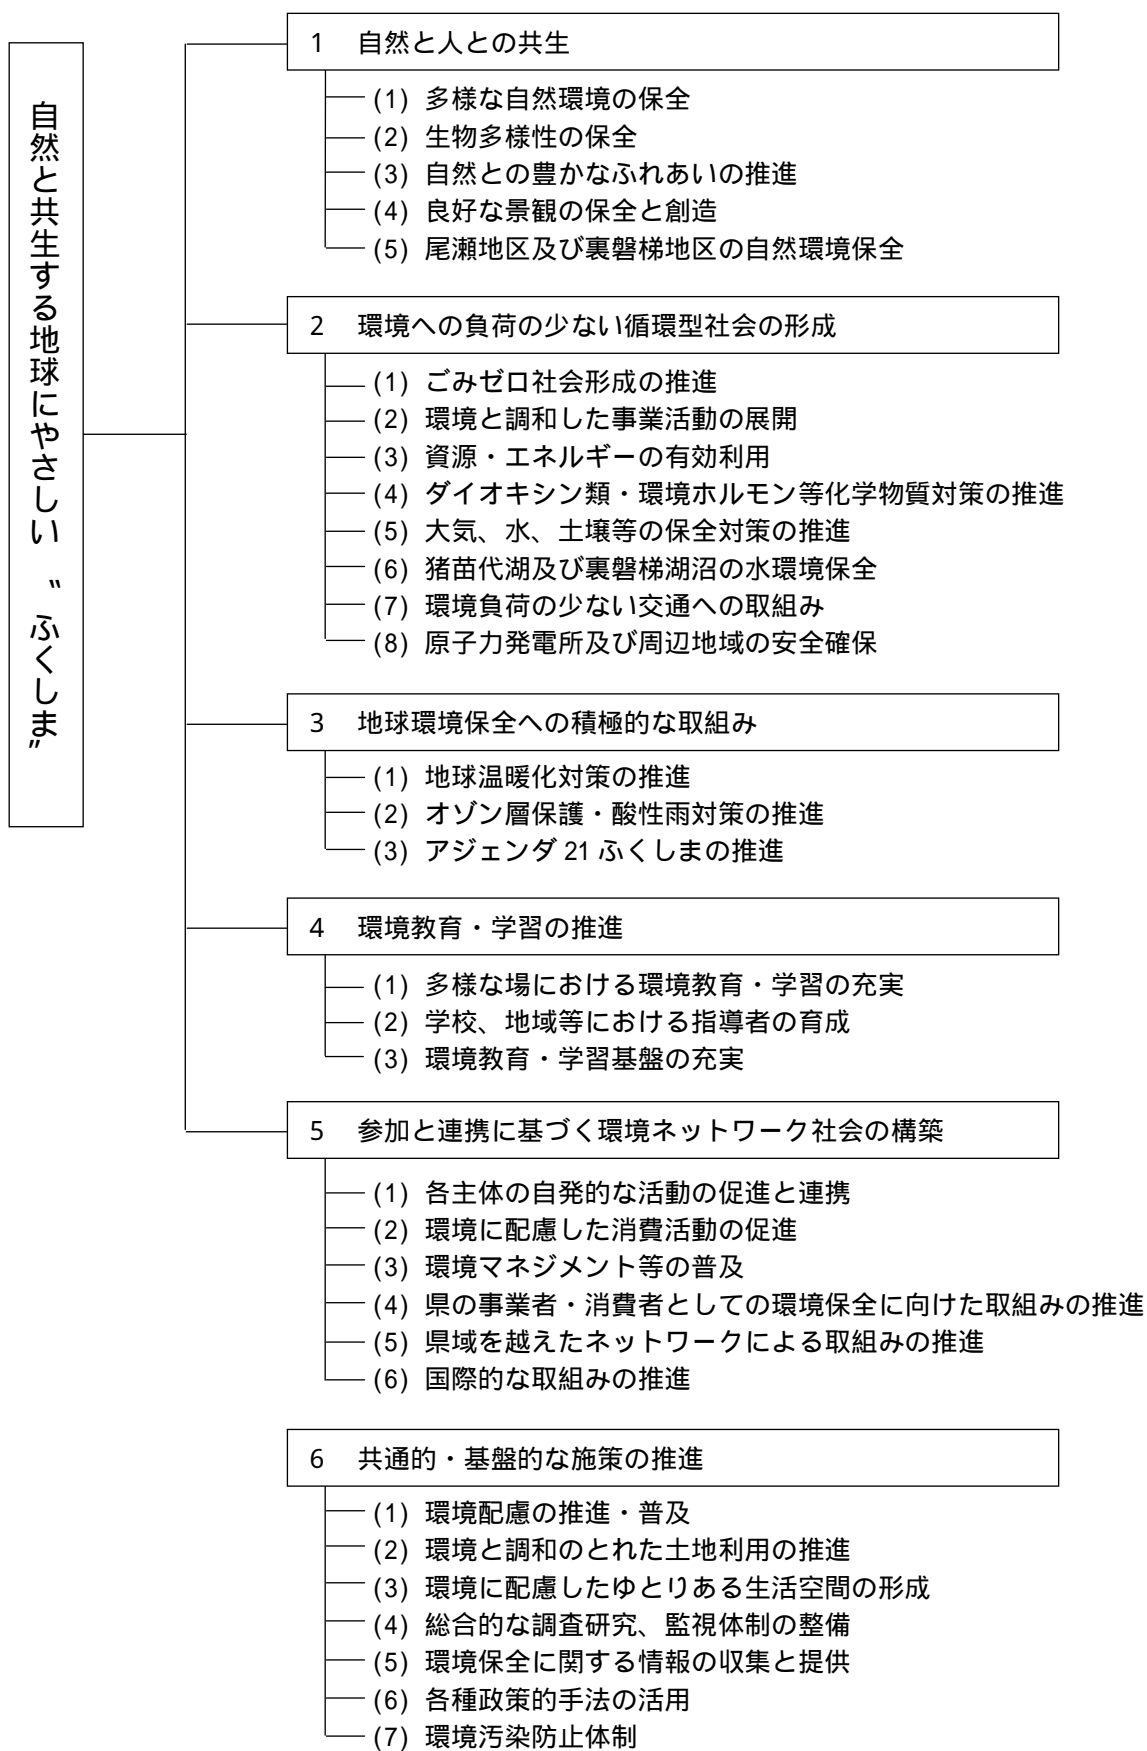 自然と共生する地球にやさしい〝ふくしま〟
1 自然と人との共生
(1) 多様な自然環境の保全
(2) 生物多様性の保全
(3) 自然との豊かなふれあいの推進
(4) 良好な景観の保全と創造
(5) 尾瀬地区及び裏磐梯地区の自然環境保全
2 環境への負荷の少ない循環型社会の形成
(1) ごみゼロ社会形成の推進
(2) 環境と調和した事業活動の展開
(3) 資源・エネルギーの有効利用
(4) ダイオキシン類・環境ホルモン等化学物質対策の推進
(5) 大気、水、土壌等の保全対策の推進
(6) 猪苗代湖及び裏磐梯湖沼の水環境保全
(7) 環境負荷の少ない交通への取組み
(8) 原子力発電所及び周辺地域の安全確保
3 地球環境保全への積極的な取組み
(1) 地球温暖化対策の推進
(2) オゾン層保護・酸性雨対策の推進
(3) アジェンダ 21 ふくしまの推進
4 環境教育・学習の推進
(1) 多様な場における環境教育・学習の充実
(2) 学校、地域等における指導者の育成
(3) 環境教育・学習基盤の充実
5 参加と連携に基づく環境ネットワーク社会の構築
(1) 各主体の自発的な活動の促進と連携
(2) 環境に配慮した消費活動の促進
(3) 環境マネジメント等の普及
(4) 県の事業者・消費者としての環境保全に向けた取組みの推進
(5) 県域を越えたネットワークによる取組みの推進
(6) 国際的な取組みの推進
6 共通的・基盤的な施策の推進
(1) 環境配慮の推進・普及
(2) 環境と調和のとれた土地利用の推進
(3) 環境に配慮したゆとりある生活空間の形成
(4) 総合的な調査研究、監視体制の整備
(5) 環境保全に関する情報の収集と提供
(6) 各種政策的手法の活用
(7) 環境汚染防止体制